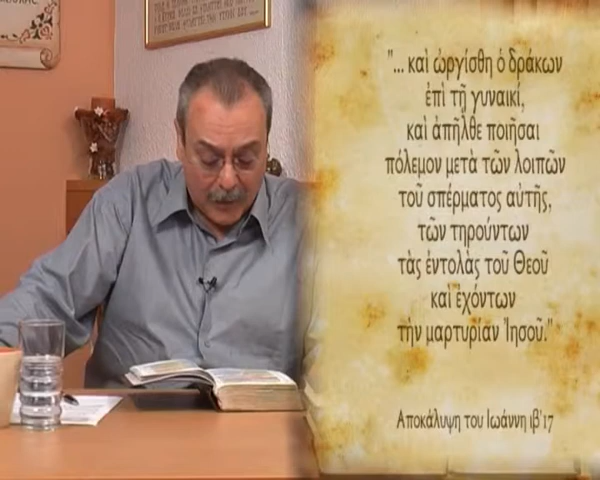 "... καὶ ὠργίσθη ὁ δράκων
ἐπὶ τῇ γυναικί,
καὶ ἀπῆλθε ποιῆσαι
πόλεμον μετὰ τῶν λοιπῶν
τοῦ σπέρματος αὐτῆς,
τῶν τηρούντων
τὰς ἐντολὰς τοῦ Θεοῦ
καὶ ἐχόντων
τὴν μαρτυρίαν Ἰησοῦ."
Αποκάλυψη του Ιωάννη ιβ'17